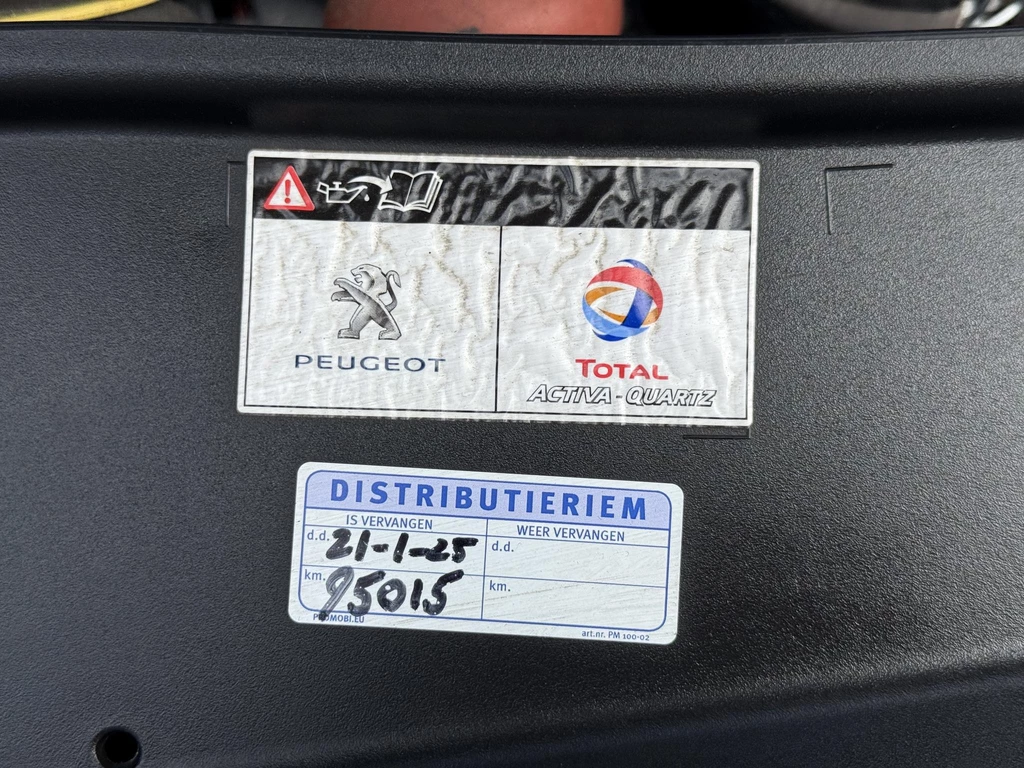 PEUGEOT
TOTAL
ACTIVA - QUARTZ
DISTRIBUTIERIEM
IS VERVANGEN
WEER VERVANGEN
d.d. 21-1-25
d.d.
km. 95015
km.
PROMOBI.EU
art.nr. PM 100-02